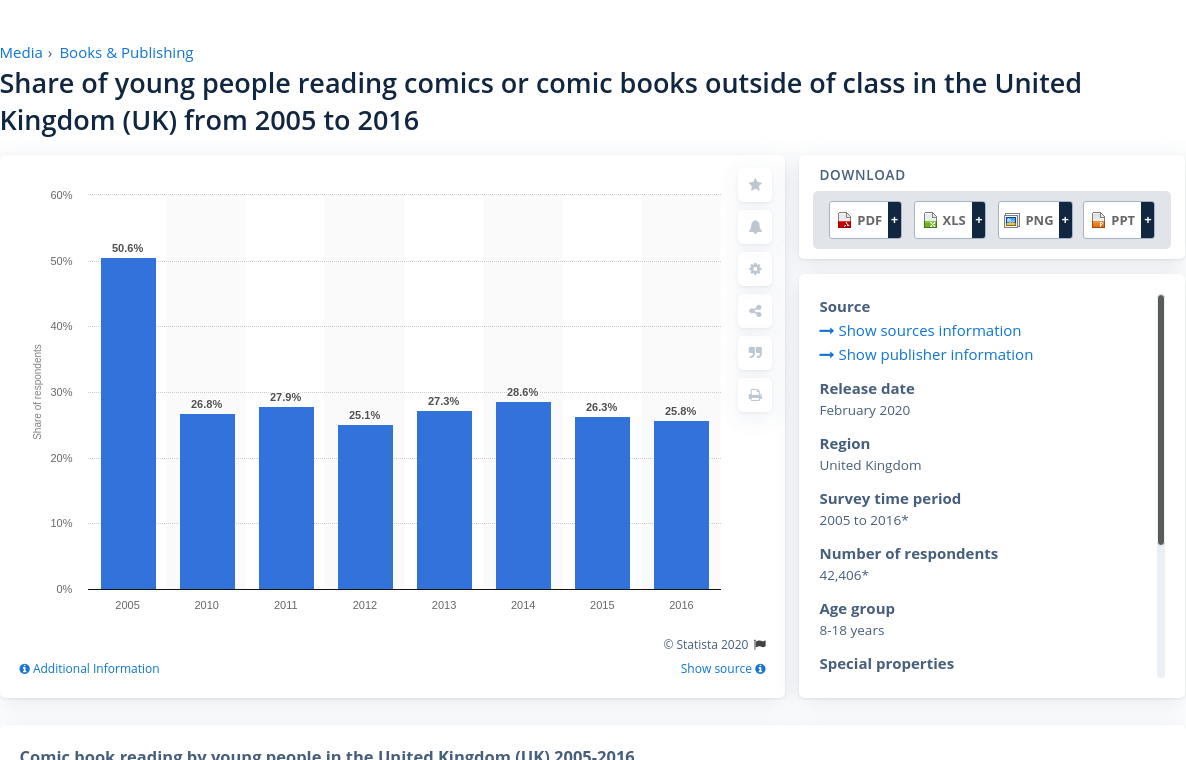 Media › Books & Publishing
Share of young people reading comics or comic books outside of class in the United
Kingdom (UK) from 2005 to 2016
60%
50%
40%
30%
20%
10%
0%
Share of respondents
50.6%
26.8%
27.9%
25.1%
27.3%
28.6%
26.3%
25.8%
2005 2010 2011 2012 2013 2014 2015 2016
© Statista 2020
Additional Information
Show source
DOWNLOAD
PDF + XLS + PNG + PPT +
Source
Show sources information
Show publisher information
Release date
February 2020
Region
United Kingdom
Survey time period
2005 to 2016*
Number of respondents
42,406*
Age group
8-18 years
Special properties
Comic book reading by young people in the United Kingdom (UK) 2005-2016